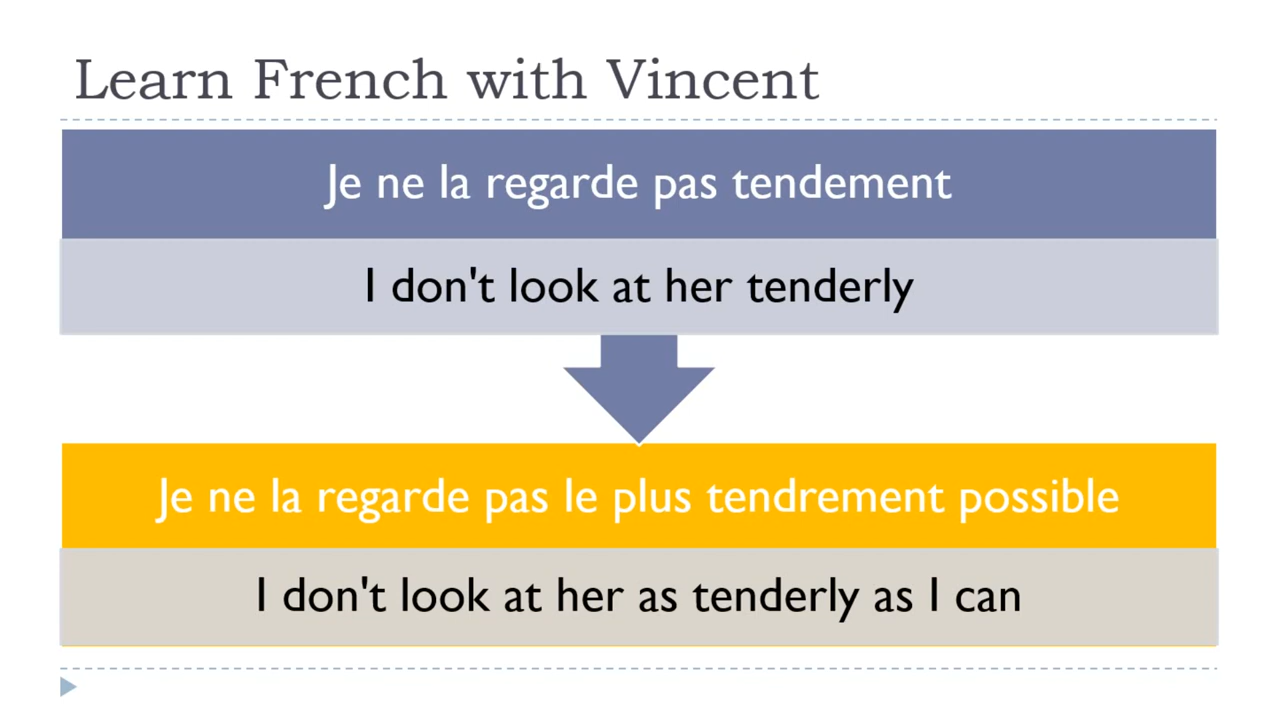 Learn French with Vincent
Je ne la regarde pas tendement
I don't look at her tenderly
Je ne la regarde pas le plus tendrement possible
I don't look at her as tenderly as I can